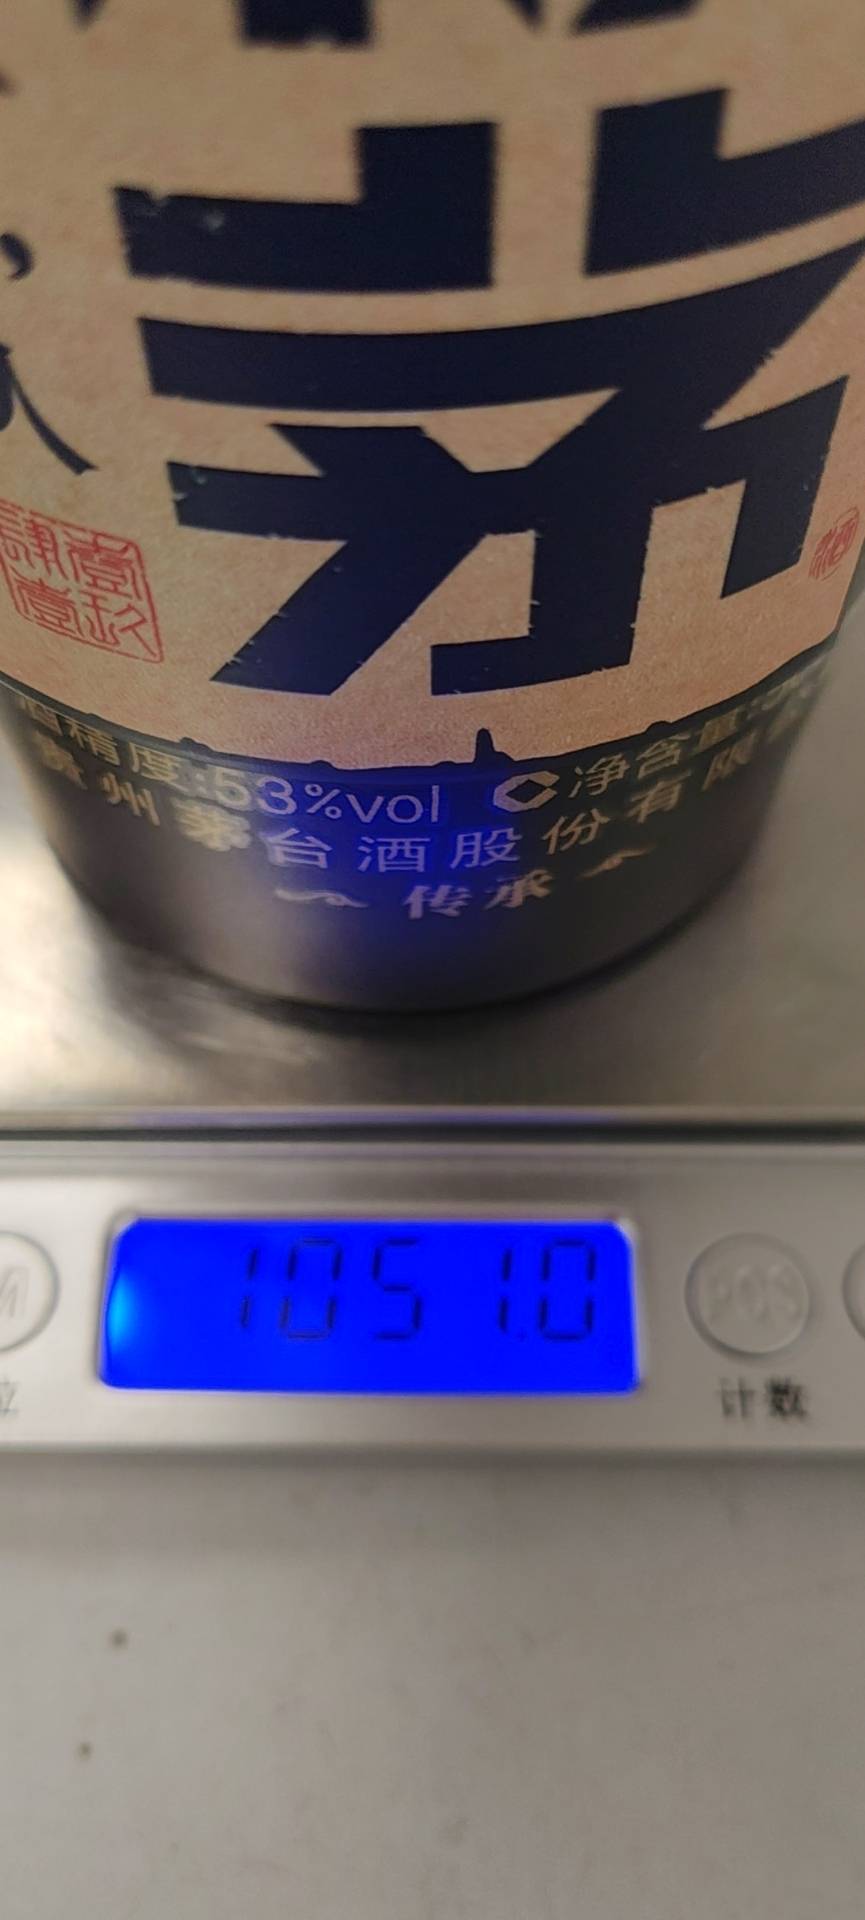 茅
酒精度:53%vol 净含量:
贵州茅台酒股份有限
传承
1051.0
计数